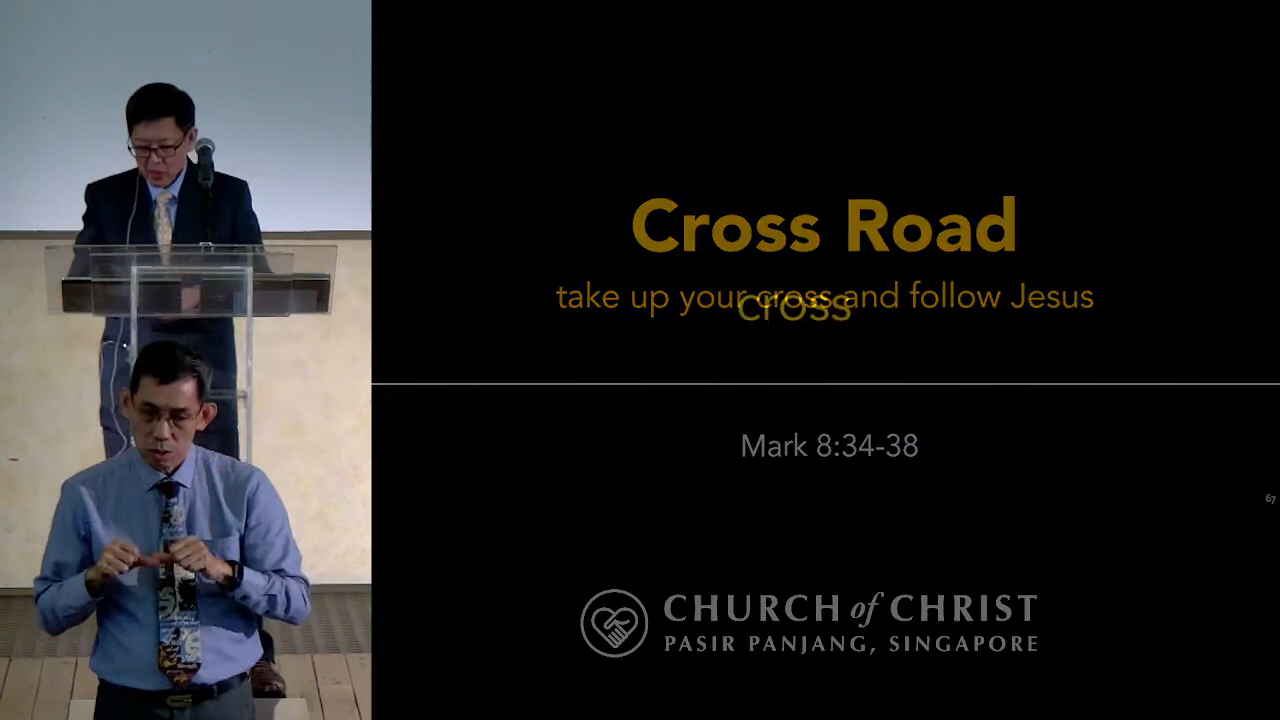 Cross Road
take up your cross and follow Jesus
cross
Mark 8:34-38
67
CHURCH of CHRIST
PASIR PANJANG, SINGAPORE